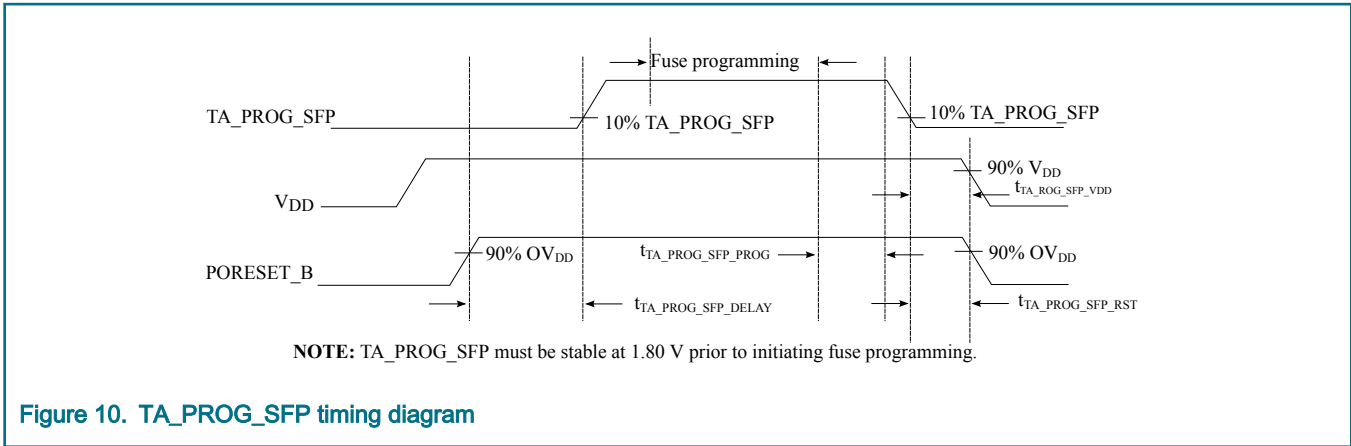 Fuse programming
TA_PROG_SFP
10% TA_PROG_SFP
10% TA_PROG_SFP
VDD
90% VDD
tTA_ROG_SFP_VDD
PORESET_B
90% OVDD
tTA_PROG_SFP_PROG
90% OVDD
tTA_PROG_SFP_DELAY
tTA_PROG_SFP_RST
NOTE: TA_PROG_SFP must be stable at 1.80 V prior to initiating fuse programming.
Figure 10. TA_PROG_SFP timing diagram